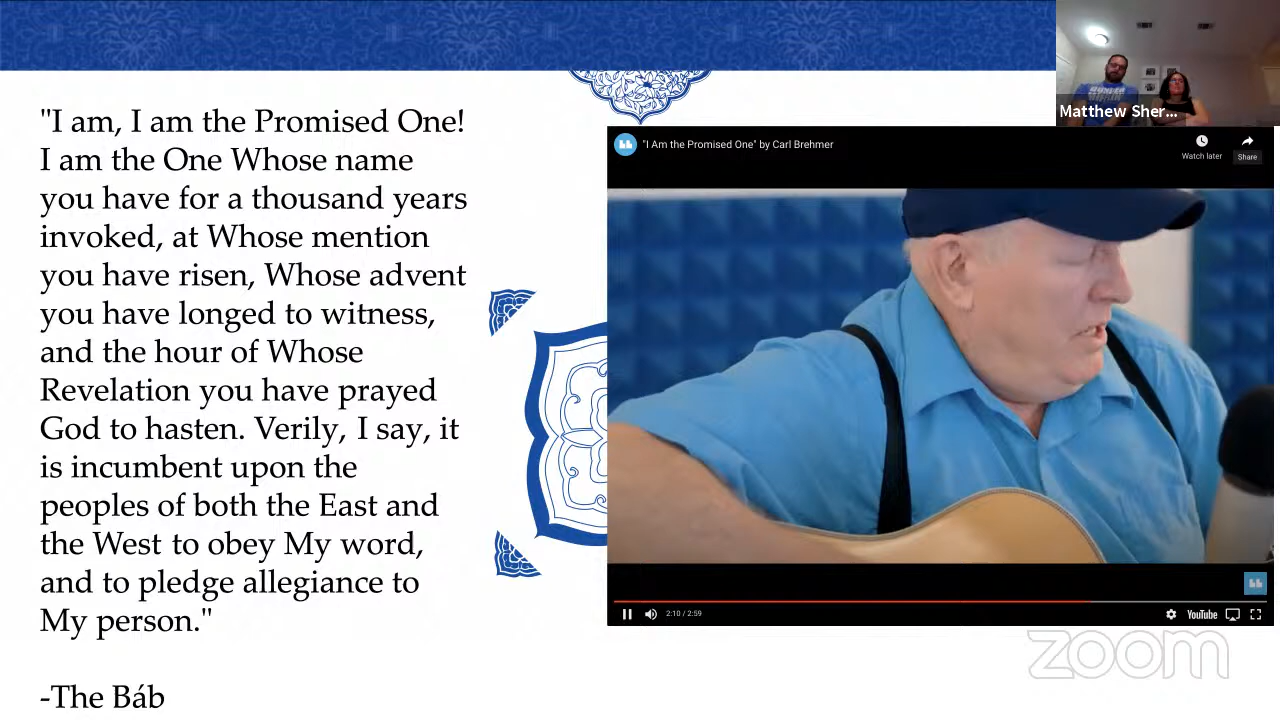 "I am, I am the Promised One!
I am the One Whose name
you have for a thousand years
invoked, at Whose mention
you have risen, Whose advent
you have longed to witness,
and the hour of Whose
Revelation you have prayed
God to hasten. Verily, I say, it
is incumbent upon the
peoples of both the East and
the West to obey My word,
and to pledge allegiance to
My person."
-The Báb
Matthew Sher...
"I Am the Promised One" by Carl Brehmer
Watch later
Share
2:10 / 2:59
YouTube
zoom